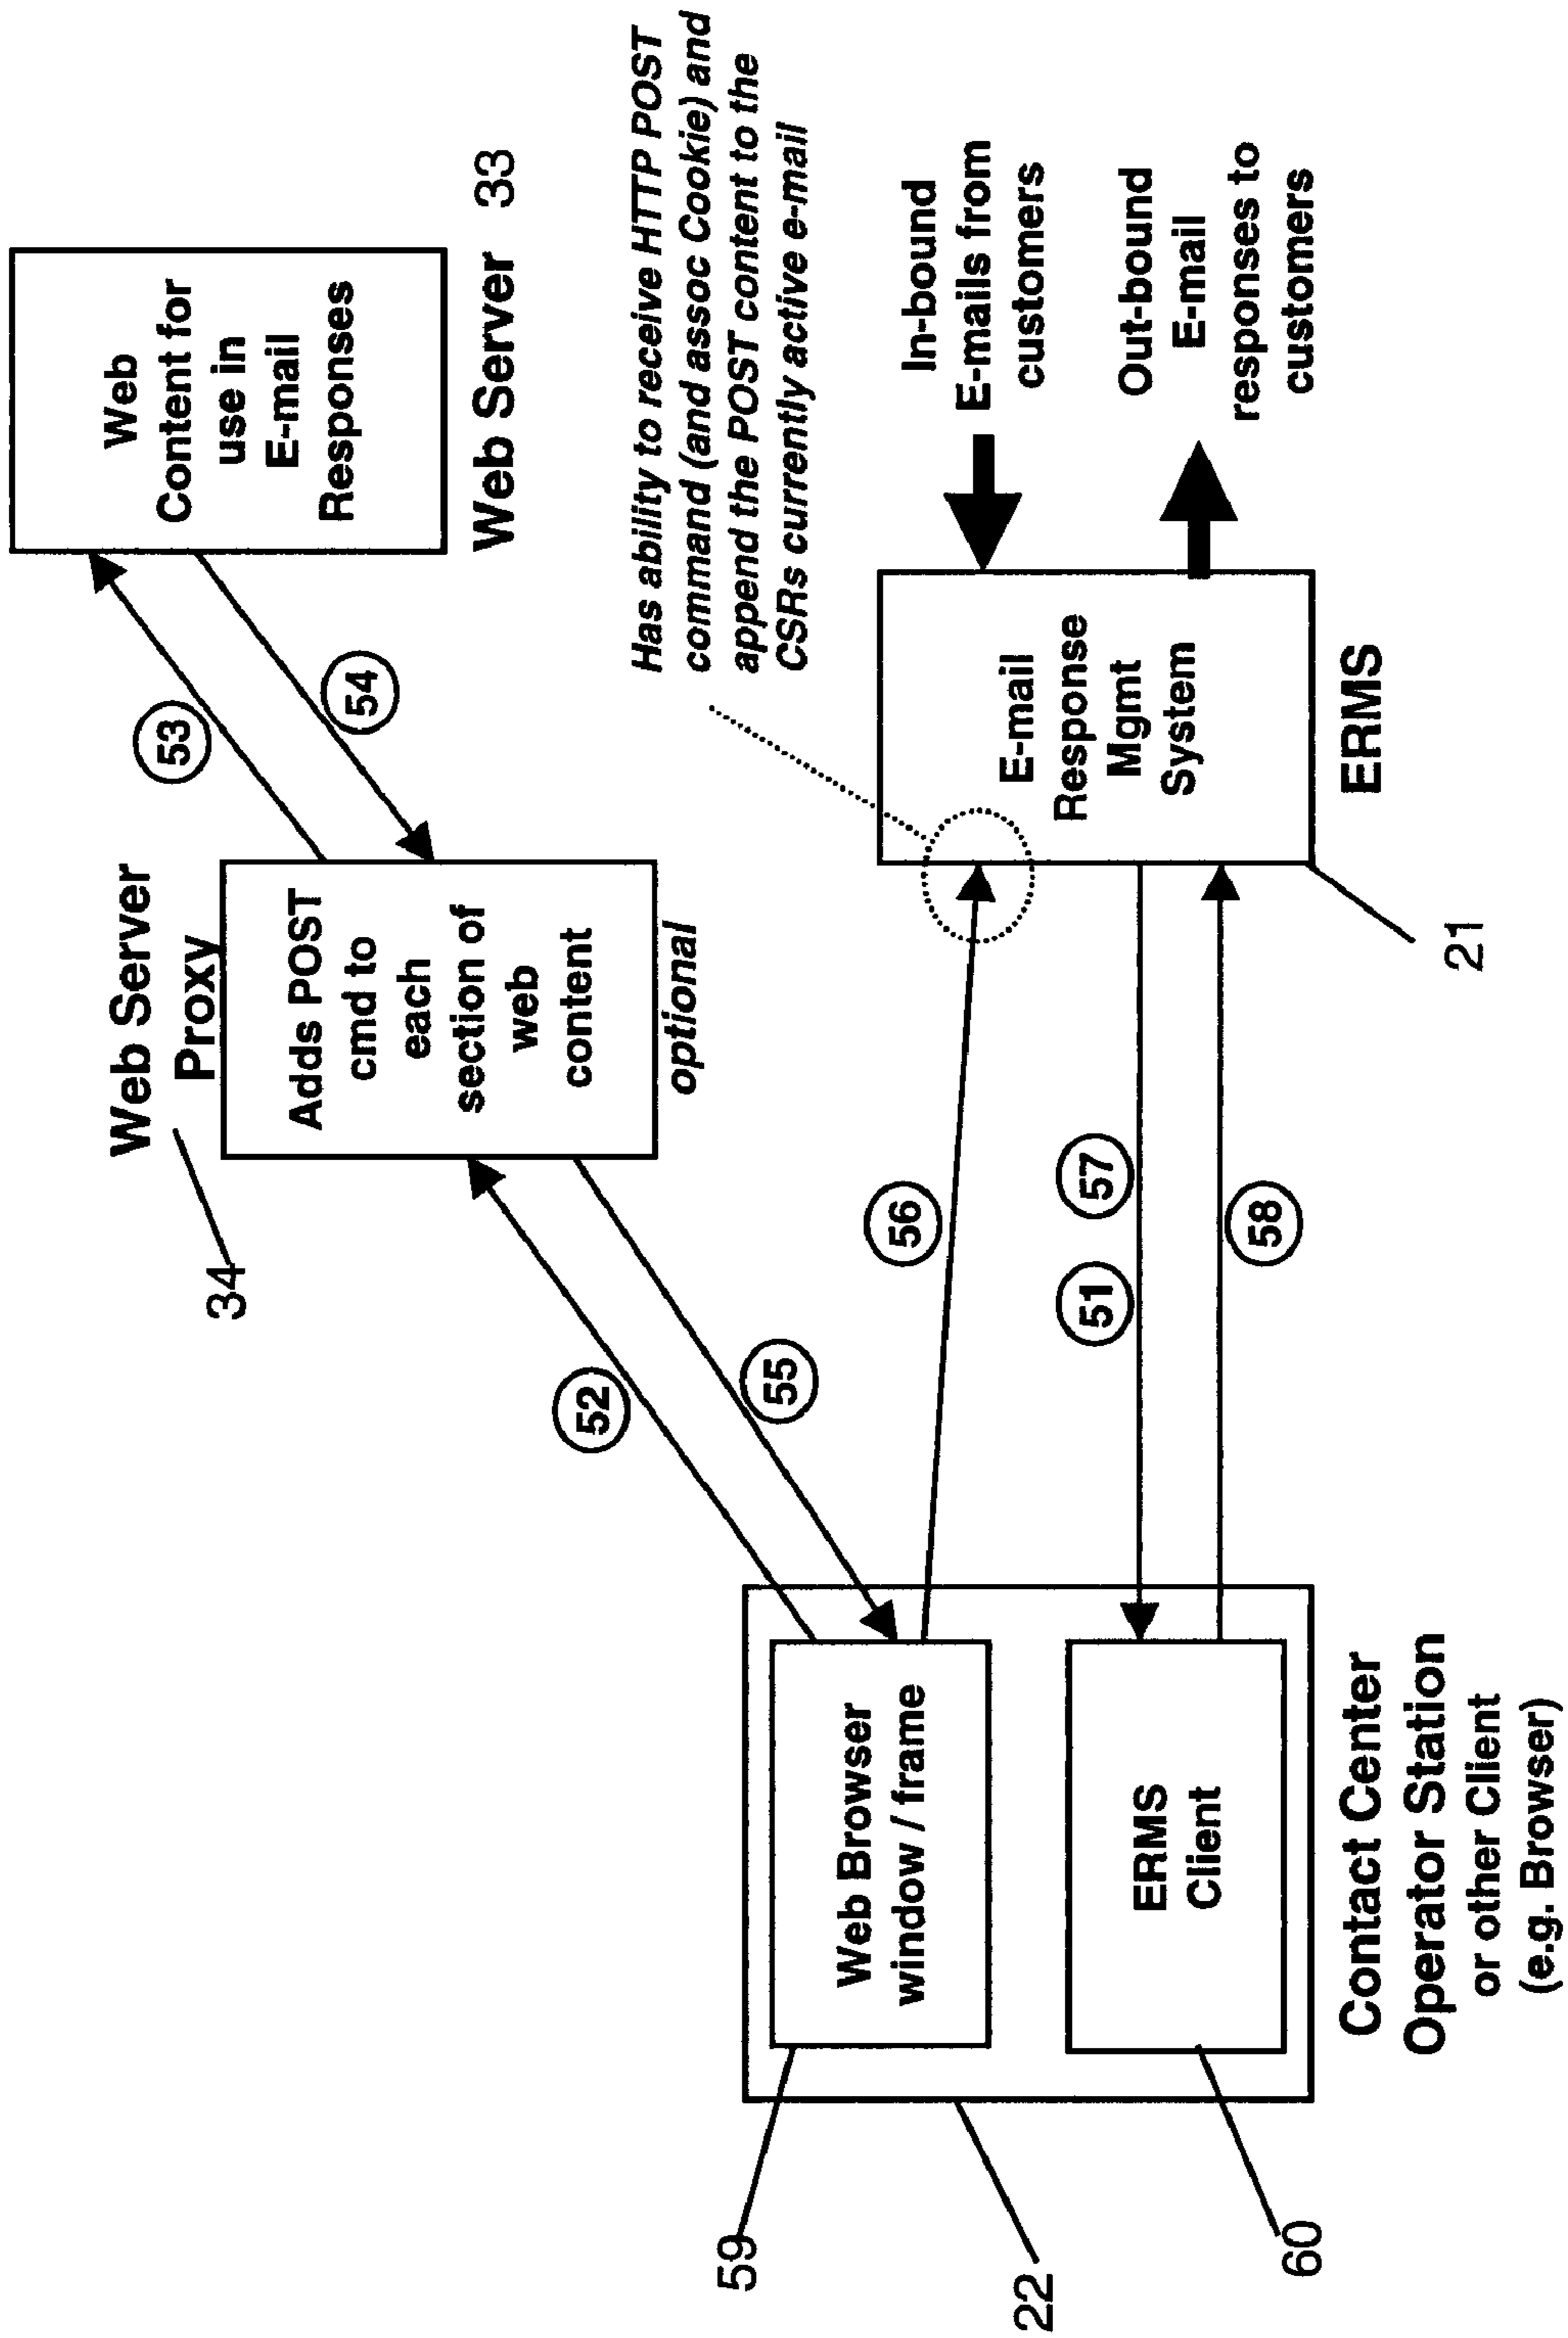 Web
Content for
use in
E-mail
Responses
Web Server 33
53
54
Web Server
Proxy
34
Adds POST
cmd to
each
section of
web
content
optional
Has ability to receive HTTP POST
command (and assoc Cookie) and
append the POST content to the
CSRs currently active e-mail
52
55
56
51
57
58
In-bound
E-mails from
customers
Out-bound
E-mail
responses to
customers
E-mail
Response
Mgmt
System
ERMS
21
59
Web Browser
window / frame
22
ERMS
Client
60
Contact Center
Operator Station
or other Client
(e.g. Browser)